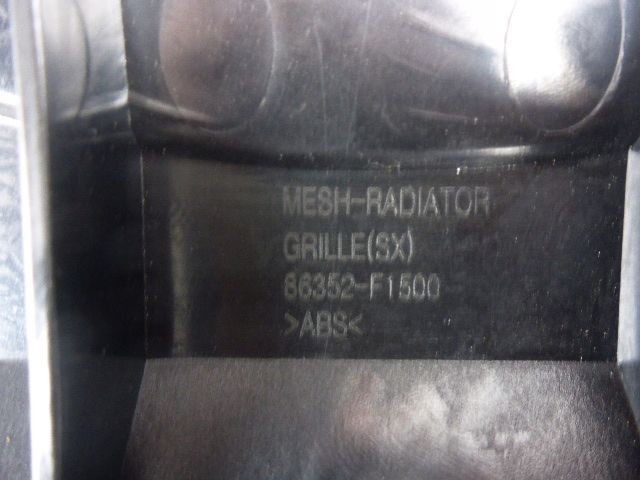 MESH-RADIATOR
GRILLE(SX)
86352-F1500
>ABS<